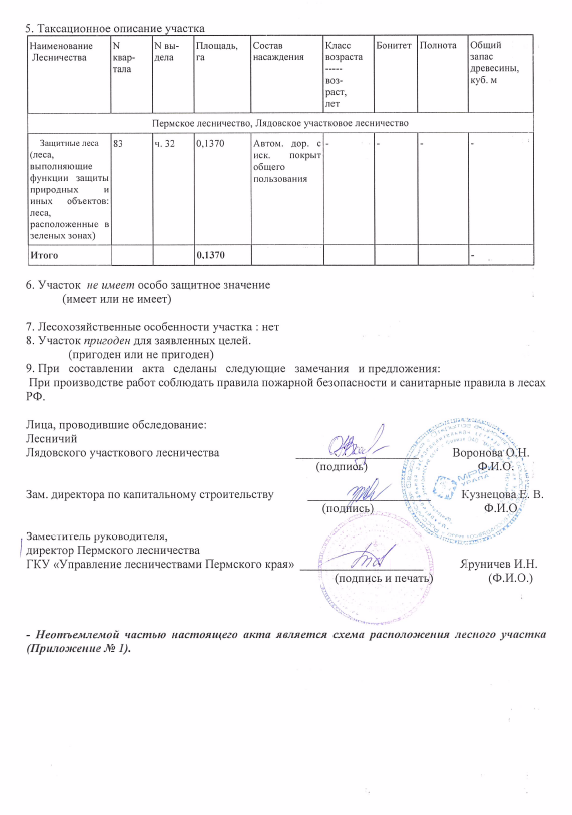 5. Таксационное описание участка
Наименование Лесничества | N квар-тала | N вы-дела | Площадь, га | Состав насаждения | Класс возраста ----- воз-раст, лет | Бонитет | Полнота | Общий запас древесины, куб. м
Пермское лесничество, Лядовское участковое лесничество
Защитные леса (леса, выполняющие функции защиты природных и иных объектов: леса, расположенные в зеленых зонах) | 83 | ч. 32 | 0,1370 | Автом. дор. с иск. покрыт общего пользования | - | - | - | -
Итого | 0,1370 | -
6. Участок не имеет особо защитное значение
(имеет или не имеет)
7. Лесохозяйственные особенности участка : нет
8. Участок пригоден для заявленных целей.
(пригоден или не пригоден)
9. При составлении акта сделаны следующие замечания и предложения:
При производстве работ соблюдать правила пожарной безопасности и санитарные правила в лесах
РФ.
Лица, проводившие обследование:
Лесничий
Лядовского участкового лесничества Воронова О.Н.
(подпись) Ф.И.О.
Зам. директора по капитальному строительству Кузнецова Е. В.
(подпись) Ф.И.О
Заместитель руководителя,
директор Пермского лесничества
ГКУ «Управление лесничествами Пермского края» Яруничев И.Н.
(подпись и печать) (Ф.И.О.)
- Неотъемлемой частью настоящего акта является схема расположения лесного участка
(Приложение № 1).
МРСК
УРАЛА